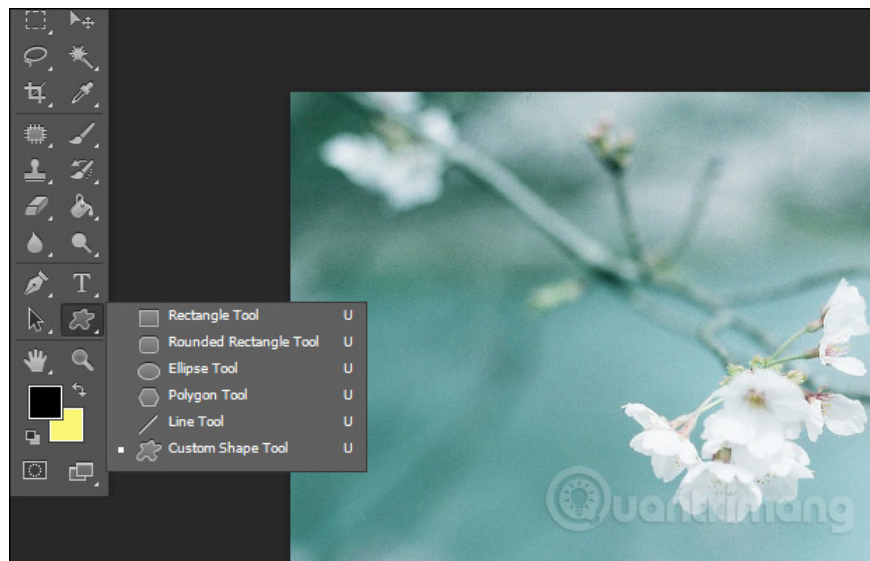 T
Rectangle Tool U
Rounded Rectangle Tool U
Ellipse Tool U
Polygon Tool U
Line Tool U
Custom Shape Tool U
Quantrimang